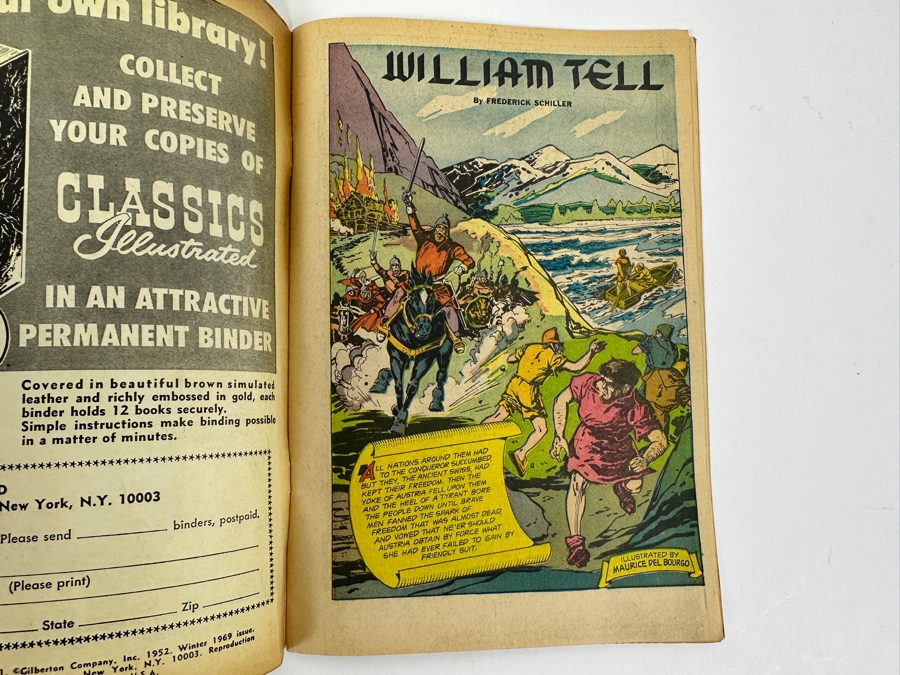 own library!
COLLECT
AND PRESERVE
YOUR COPIES OF
CLASSICS
Illustrated
IN AN ATTRACTIVE
PERMANENT BINDER
Covered in beautiful brown simulated
leather and richly embossed in gold, each
binder holds 12 books securely.
Simple instructions make binding possible
in a matter of minutes.
New York, N.Y. 10003
Please send binders, postpaid.
(Please print)
State Zip
©Gilberton Company, Inc. 1952. Winter 1969 issue.
New York, N.Y. 10003. Reproduction
U.S.A.
WILLIAM TELL
By FREDERICK SCHILLER
ALL NATIONS AROUND THEM HAD
TO THE CONQUEROR SUCCUMBED,
BUT THEY, THE ANCIENT SWISS, HAD
KEPT THEIR FREEDOM. THEN THE
YOKE OF AUSTRIA FELL UPON THEM
AND THE HEEL OF A TYRANT BORE
THE PEOPLE DOWN UNTIL BRAVE
MEN FANNED THE SPARK OF
FREEDOM THAT WAS ALMOST DEAD,
AND VOWED THAT NE'ER SHOULD
AUSTRIA OBTAIN BY FORCE WHAT
SHE HAD EVER FAILED TO GAIN BY
FRIENDLY SUIT.
ILLUSTRATED BY
MAURICE DEL BOURGO